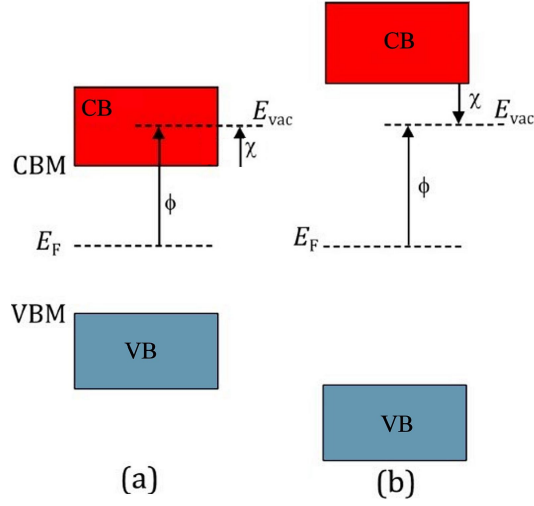 CB
E_vac
χ
CBM
ϕ
E_F
VBM
VB
(a)
CB
χ
E_vac
ϕ
E_F
VB
(b)